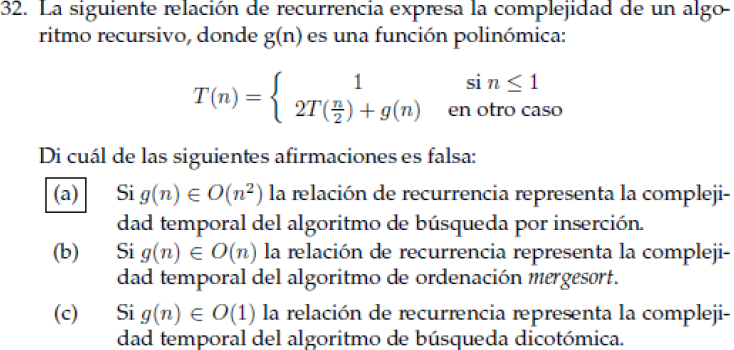 32. La siguiente relación de recurrencia expresa la complejidad de un algo-
ritmo recursivo, donde g(n) es una función polinómica:
T(n) = { 1 si n ≤ 1
2T(n/2) + g(n) en otro caso
Di cuál de las siguientes afirmaciones es falsa:
(a) Si g(n) ∈ O(n²) la relación de recurrencia representa la compleji-
dad temporal del algoritmo de búsqueda por inserción.
(b) Si g(n) ∈ O(n) la relación de recurrencia representa la compleji-
dad temporal del algoritmo de ordenación mergesort.
(c) Si g(n) ∈ O(1) la relación de recurrencia representa la compleji-
dad temporal del algoritmo de búsqueda dicotómica.